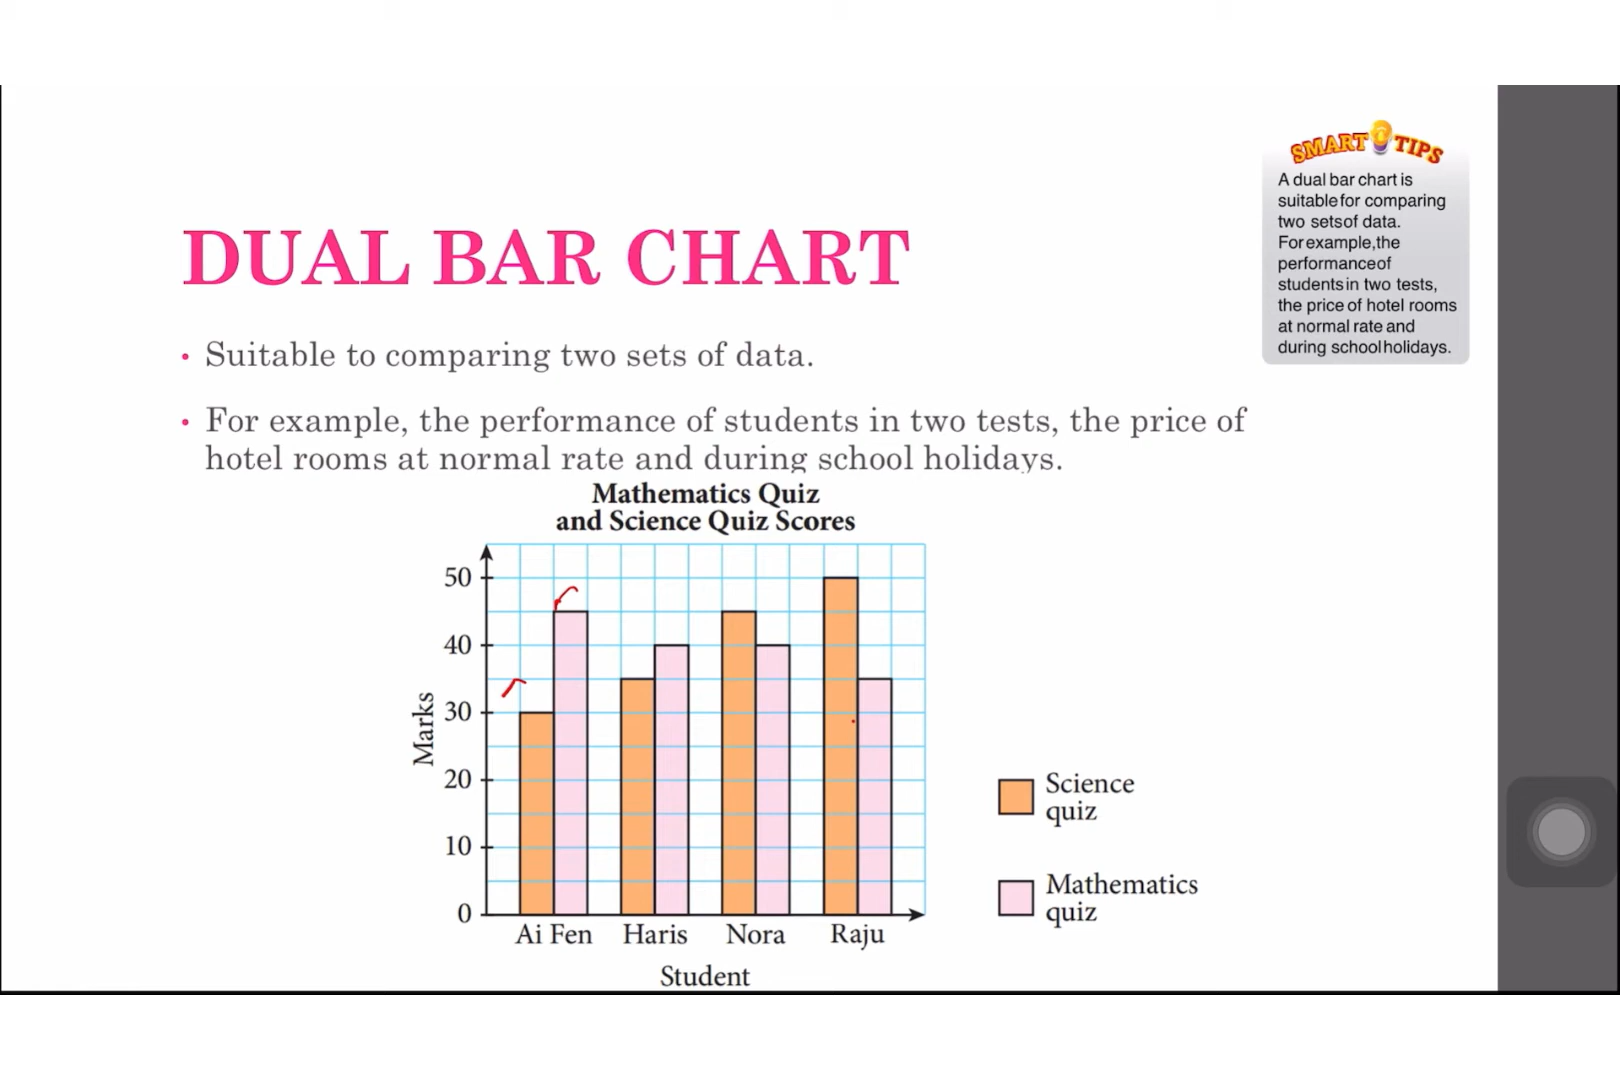 SMART TIPS
A dual bar chart is
suitable for comparing
two sets of data.
For example, the
performance of
students in two tests,
the price of hotel rooms
at normal rate and
during school holidays.
DUAL BAR CHART
• Suitable to comparing two sets of data.
• For example, the performance of students in two tests, the price of
hotel rooms at normal rate and during school holidays.
Mathematics Quiz
and Science Quiz Scores
50
40
30
20
10
0
Marks
Ai Fen Haris Nora Raju
Student
Science
quiz
Mathematics
quiz